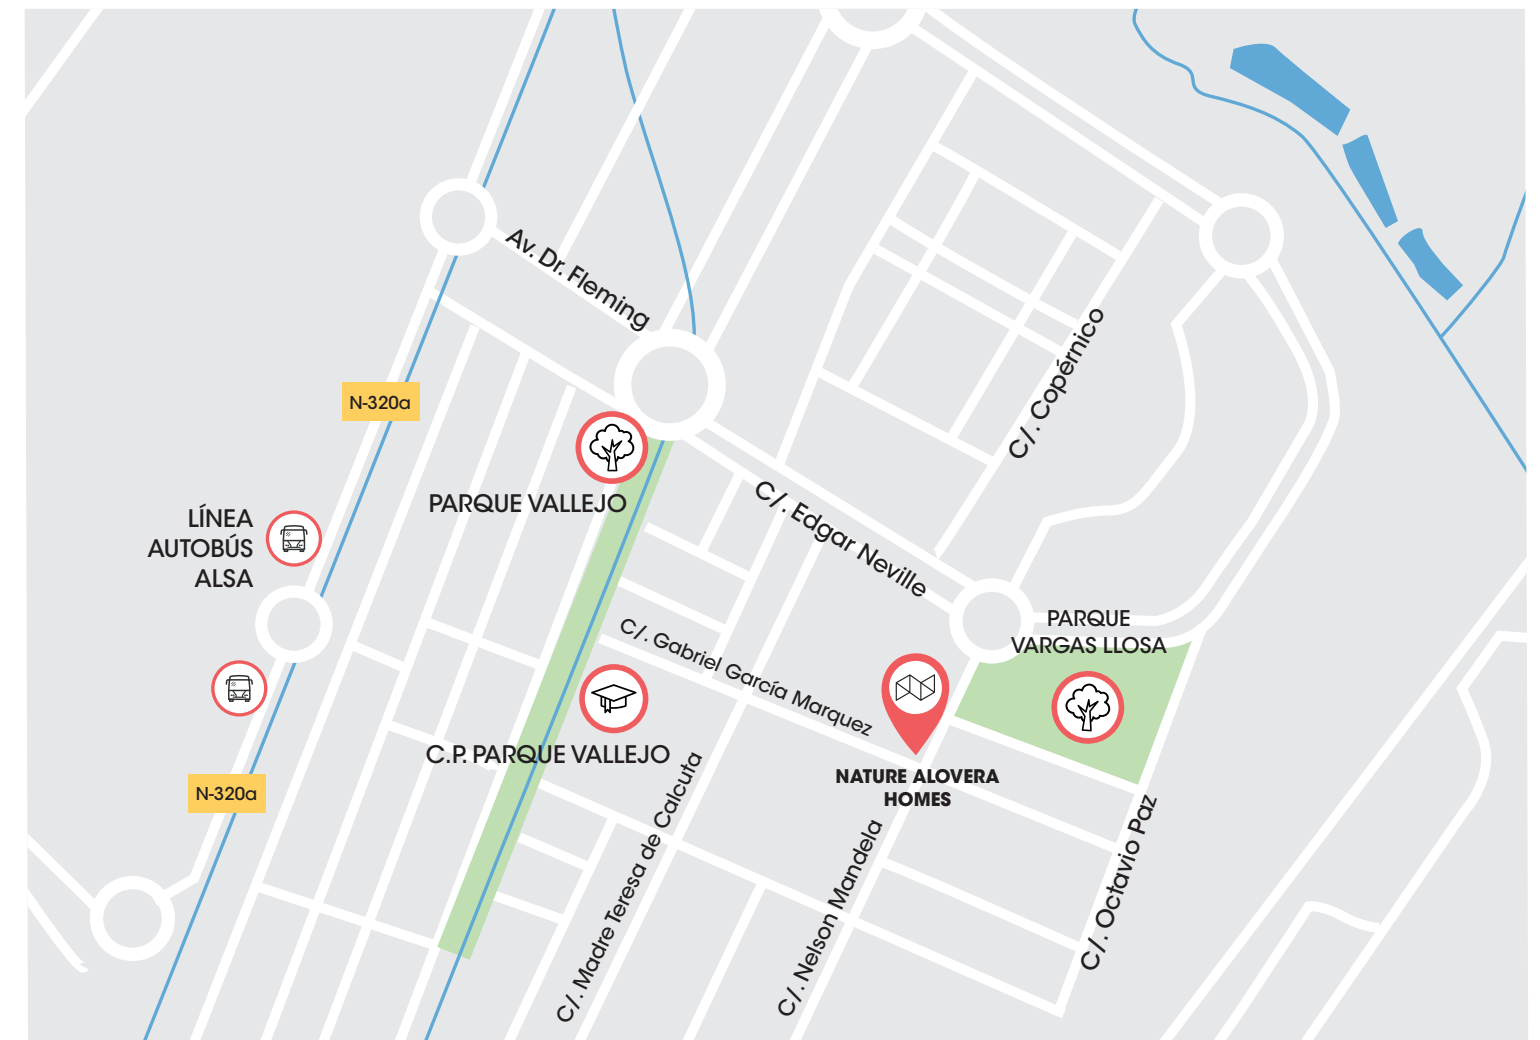 Av. Dr. Fleming
N-320a
C/. Copérnico
PARQUE VALLEJO
C/. Edgar Neville
LÍNEA
AUTOBÚS
ALSA
PARQUE
VARGAS LLOSA
C/. Gabriel García Marquez
C.P. PARQUE VALLEJO
NATURE ALOVERA
HOMES
N-320a
C/. Madre Teresa de Calcuta
C/. Nelson Mandela
C/. Octavio Paz